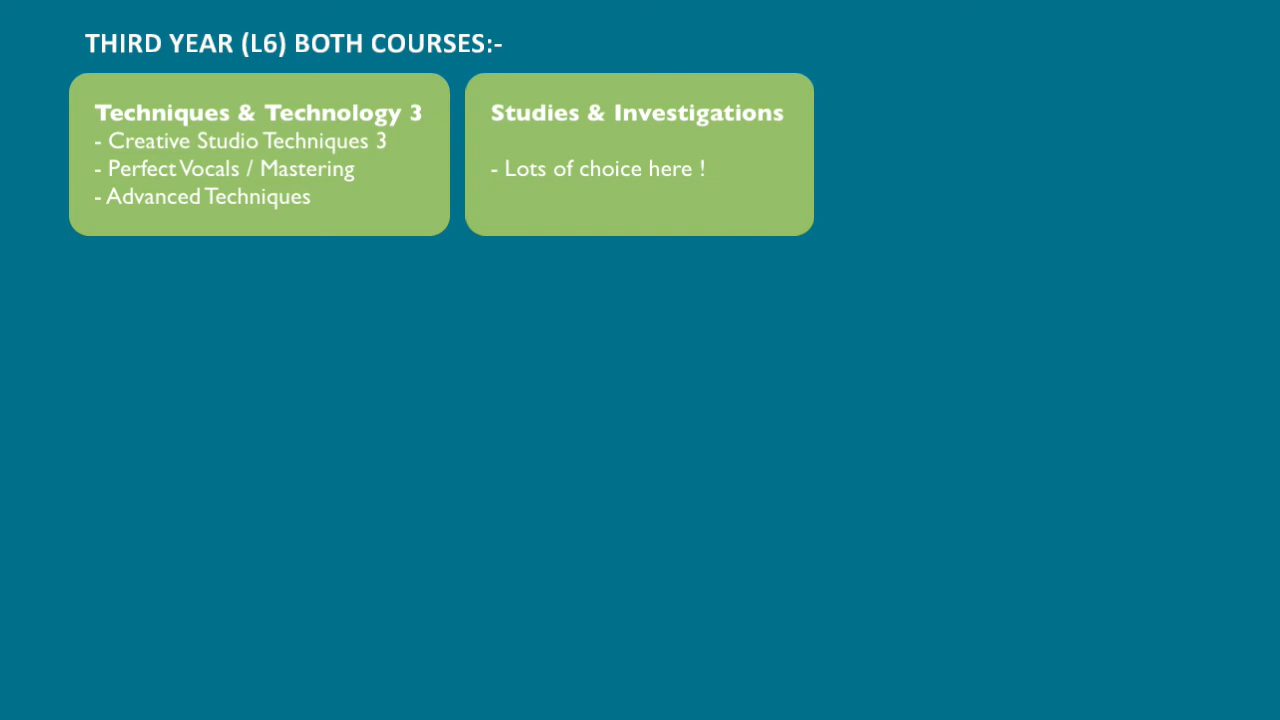 THIRD YEAR (L6) BOTH COURSES:-
Techniques & Technology 3
- Creative Studio Techniques 3
- Perfect Vocals / Mastering
- Advanced Techniques
Studies & Investigations
- Lots of choice here !